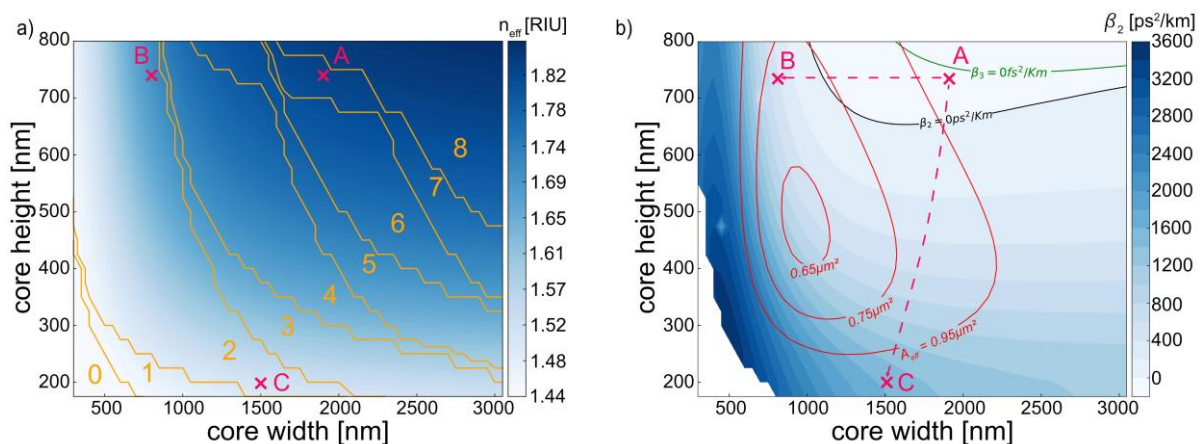 a)
n_eff [RIU]
B
A
8
7
6
5
4
3
2
1
0
C
800
700
600
500
400
300
200
core height [nm]
500
1000
1500
2000
2500
3000
core width [nm]
1.82
1.78
1.74
1.69
1.65
1.61
1.57
1.52
1.48
1.44
b)
β₂ [ps²/km]
B
A
β₃ = 0fs²/Km
β₂ = 0ps²/Km
0.65μm²
0.75μm²
A_eff = 0.95μm²
C
800
700
600
500
400
300
200
core height [nm]
500
1000
1500
2000
2500
3000
core width [nm]
3600
3200
2800
2400
2000
1600
1200
800
400
0